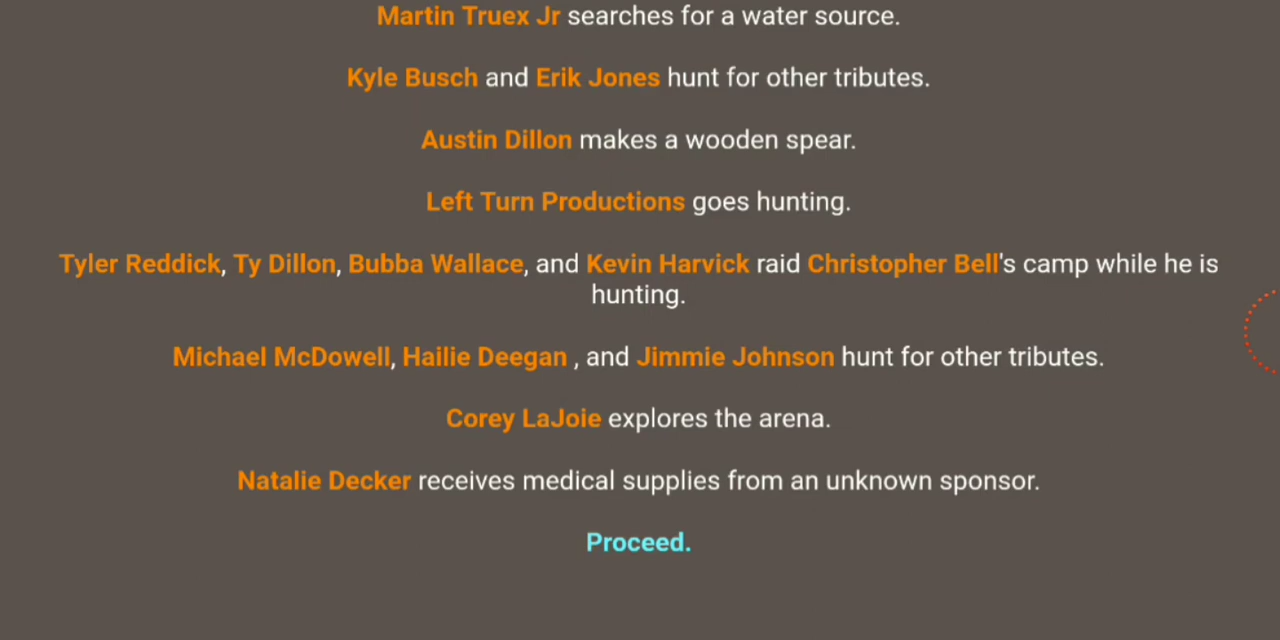 Martin Truex Jr searches for a water source.
Kyle Busch and Erik Jones hunt for other tributes.
Austin Dillon makes a wooden spear.
Left Turn Productions goes hunting.
Tyler Reddick, Ty Dillon, Bubba Wallace, and Kevin Harvick raid Christopher Bell's camp while he is
hunting.
Michael McDowell, Hailie Deegan , and Jimmie Johnson hunt for other tributes.
Corey LaJoie explores the arena.
Natalie Decker receives medical supplies from an unknown sponsor.
Proceed.